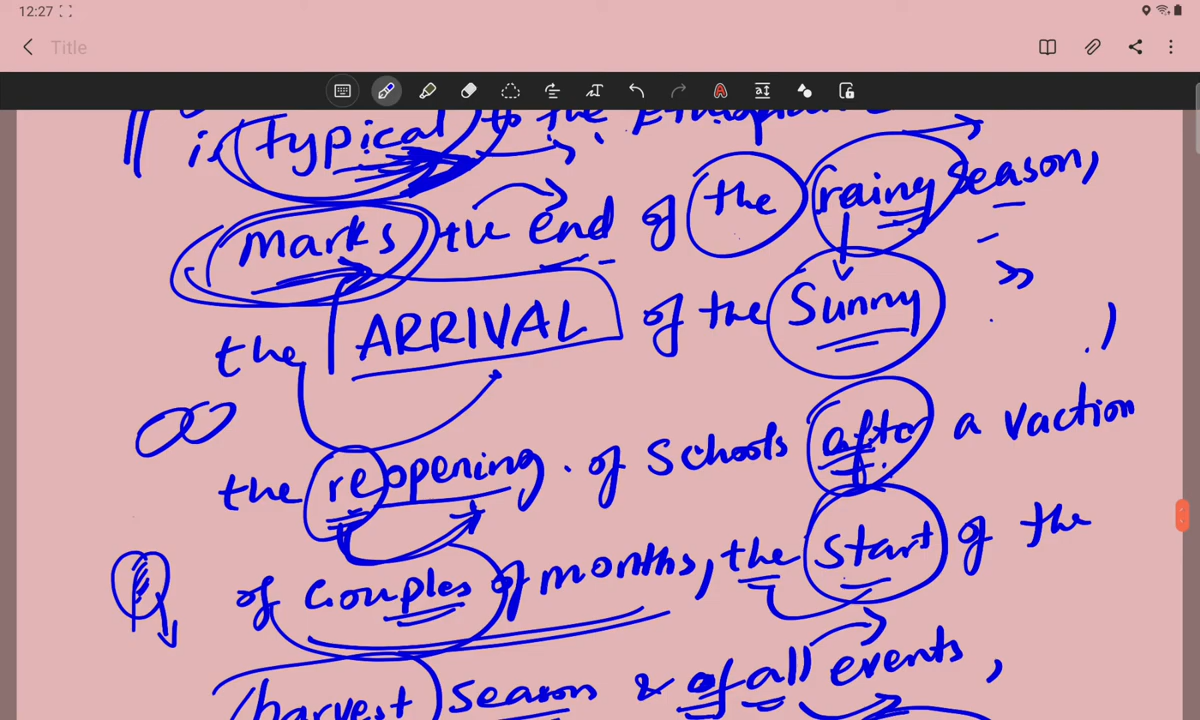 12:27
Title
is typical to the
marks the end of the rainy season,
the ARRIVAL of the Sunny " ,
the reopening. of Schools after a vaction
of Couples of months, the Start of the
harvest season & of all events,